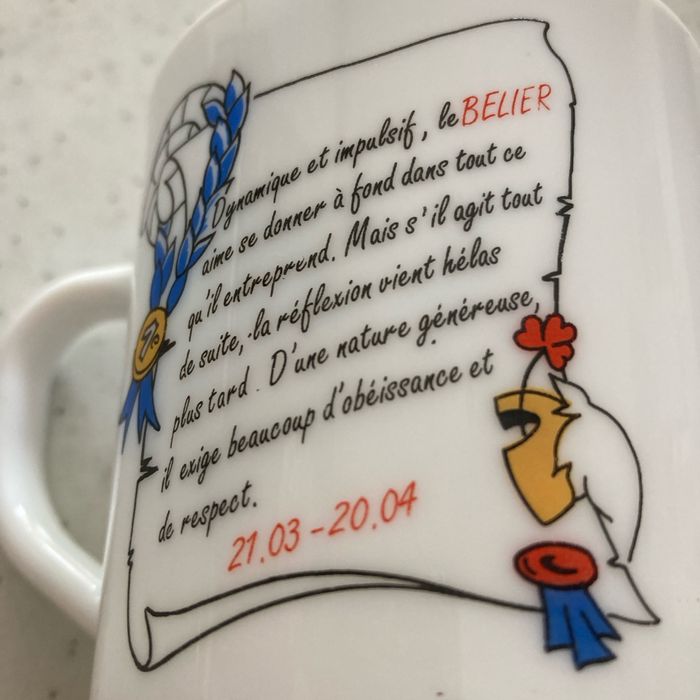 Dynamique et impulsif, le BELIER
aime se donner à fond dans tout ce
qu'il entreprend. Mais s'il agit tout
de suite, la réflexion vient hélas
plus tard. D'une nature généreuse,
il exige beaucoup d'obéissance et
de respect.
21.03 - 20.04